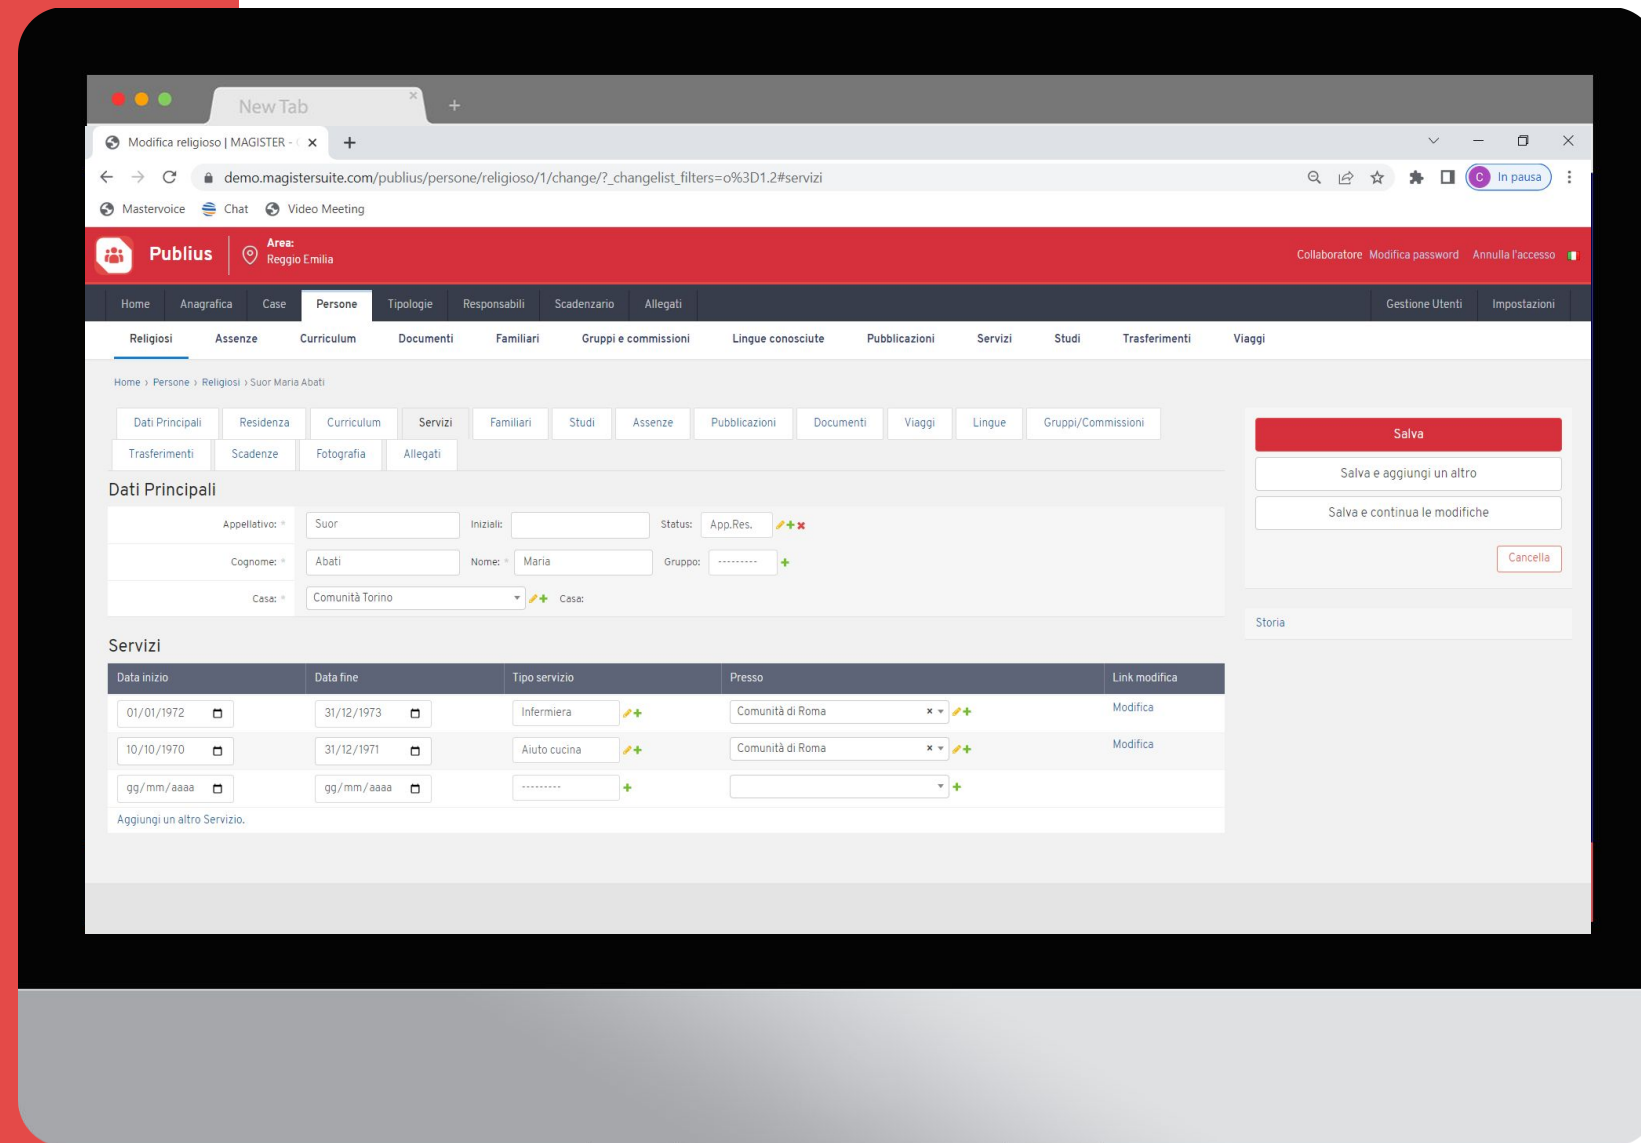 New Tab
Modifica religioso | MAGISTER -
demo.magistersuite.com/publius/persone/religioso/1/change/?_changelist_filters=o%3D1.2#servizi
C In pausa
Mastervoice Chat Video Meeting
Publius
Area:
Reggio Emilia
Collaboratore Modifica password Annulla l'accesso
Home Anagrafica Case Persone Tipologie Responsabili Scadenzario Allegati Gestione Utenti Impostazioni
Religiosi Assenze Curriculum Documenti Familiari Gruppi e commissioni Lingue conosciute Pubblicazioni Servizi Studi Trasferimenti Viaggi
Home › Persone › Religiosi › Suor Maria Abati
Dati Principali Residenza Curriculum Servizi Familiari Studi Assenze Pubblicazioni Documenti Viaggi Lingue Gruppi/Commissioni
Trasferimenti Scadenze Fotografia Allegati
Salva
Salva e aggiungi un altro
Salva e continua le modifiche
Cancella
Storia
Dati Principali
Appellativo: * Suor Iniziali: Status: App.Res.
Cognome: * Abati Nome: * Maria Gruppo: ---------
Casa: * Comunità Torino Casa:
Servizi
Data inizio Data fine Tipo servizio Presso Link modifica
01/01/1972 31/12/1973 Infermiera Comunità di Roma Modifica
10/10/1970 31/12/1971 Aiuto cucina Comunità di Roma Modifica
gg/mm/aaaa gg/mm/aaaa ---------
Aggiungi un altro Servizio.